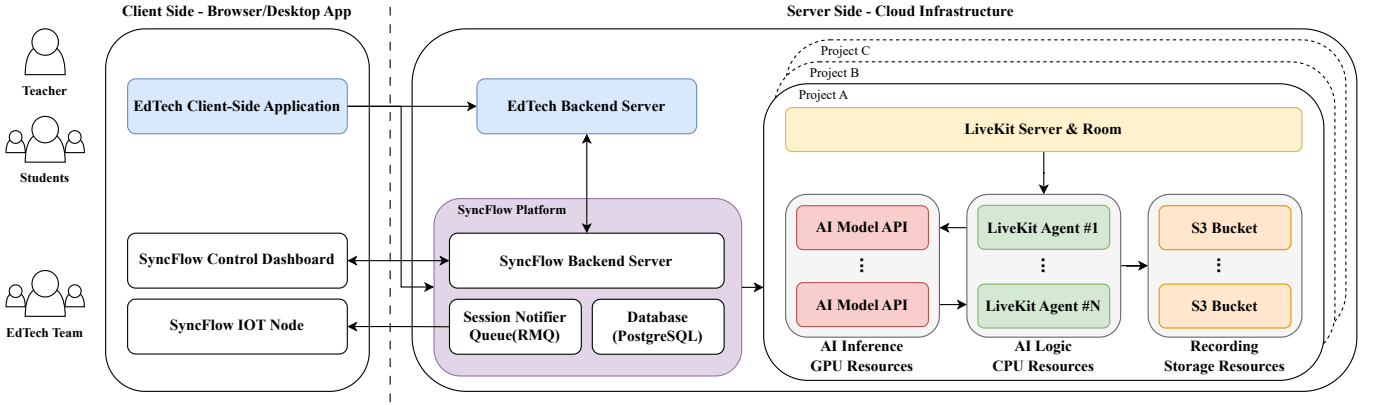 Client Side - Browser/Desktop App
Server Side - Cloud Infrastructure
Teacher
Students
EdTech Team
EdTech Client-Side Application
SyncFlow Control Dashboard
SyncFlow IOT Node
EdTech Backend Server
SyncFlow Platform
SyncFlow Backend Server
Session Notifier
Queue(RMQ)
Database
(PostgreSQL)
Project C
Project B
Project A
LiveKit Server & Room
AI Model API
⋮
AI Model API
AI Inference
GPU Resources
LiveKit Agent #1
⋮
LiveKit Agent #N
AI Logic
CPU Resources
S3 Bucket
⋮
S3 Bucket
Recording
Storage Resources